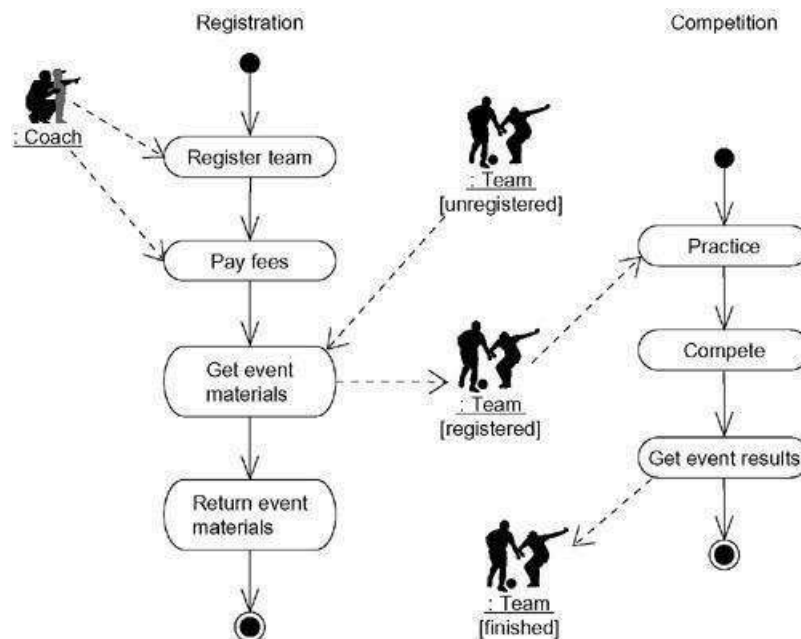 Registration
Competition
: Coach
Register team
: Team
[unregistered]
Pay fees
Practice
Get event
materials
: Team
[registered]
Compete
Get event results
Return event
materials
: Team
[finished]